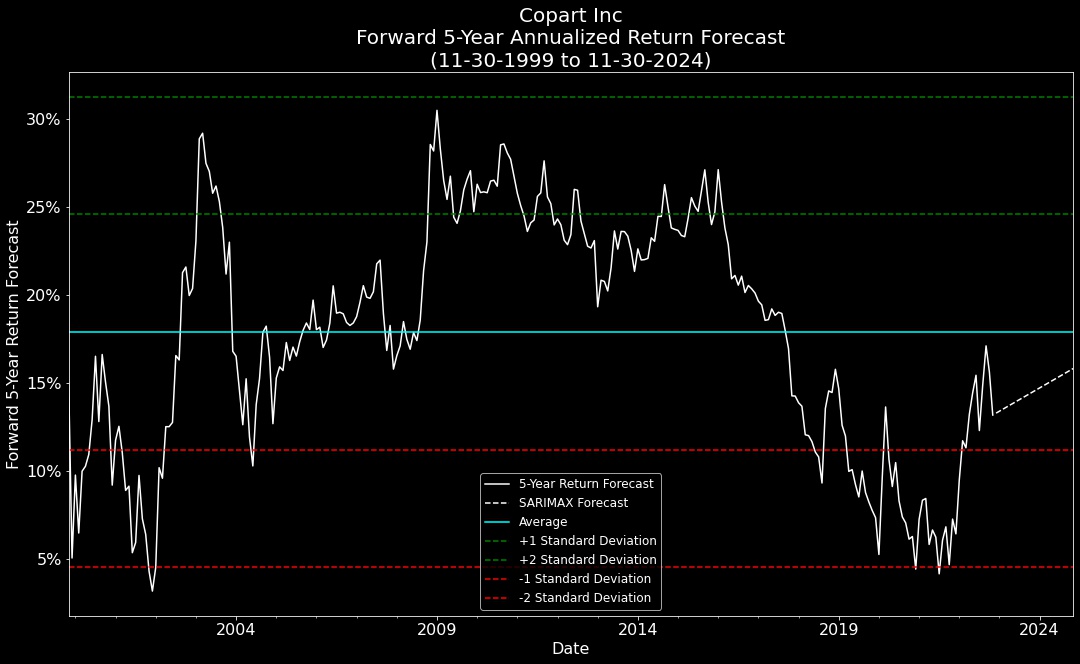 Copart Inc
Forward 5-Year Annualized Return Forecast
(11-30-1999 to 11-30-2024)
Forward 5-Year Return Forecast
30%
25%
20%
15%
10%
5%
5-Year Return Forecast
SARIMAX Forecast
Average
+1 Standard Deviation
+2 Standard Deviation
-1 Standard Deviation
-2 Standard Deviation
2004
2009
2014
2019
2024
Date